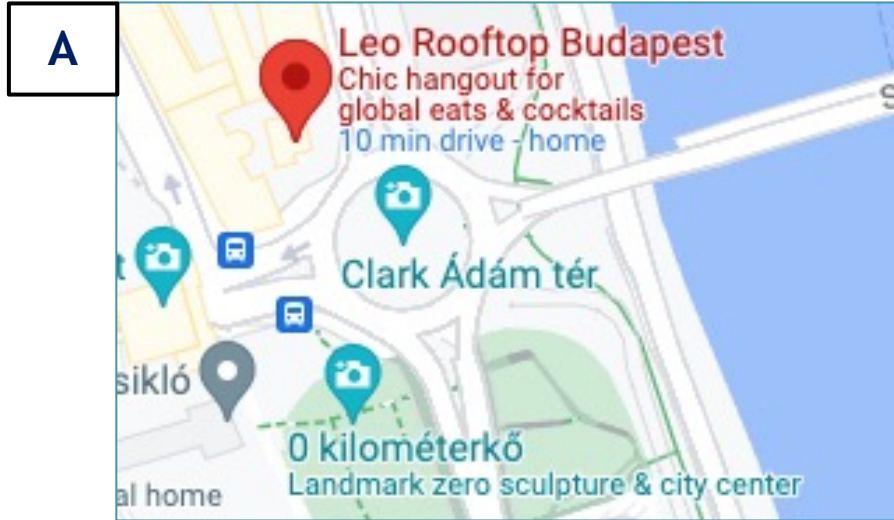 A
Leo Rooftop Budapest
Chic hangout for
global eats & cocktails
10 min drive - home
S
t
Clark Ádám tér
sikló
0 kilométerkő
Landmark zero sculpture & city center
al home